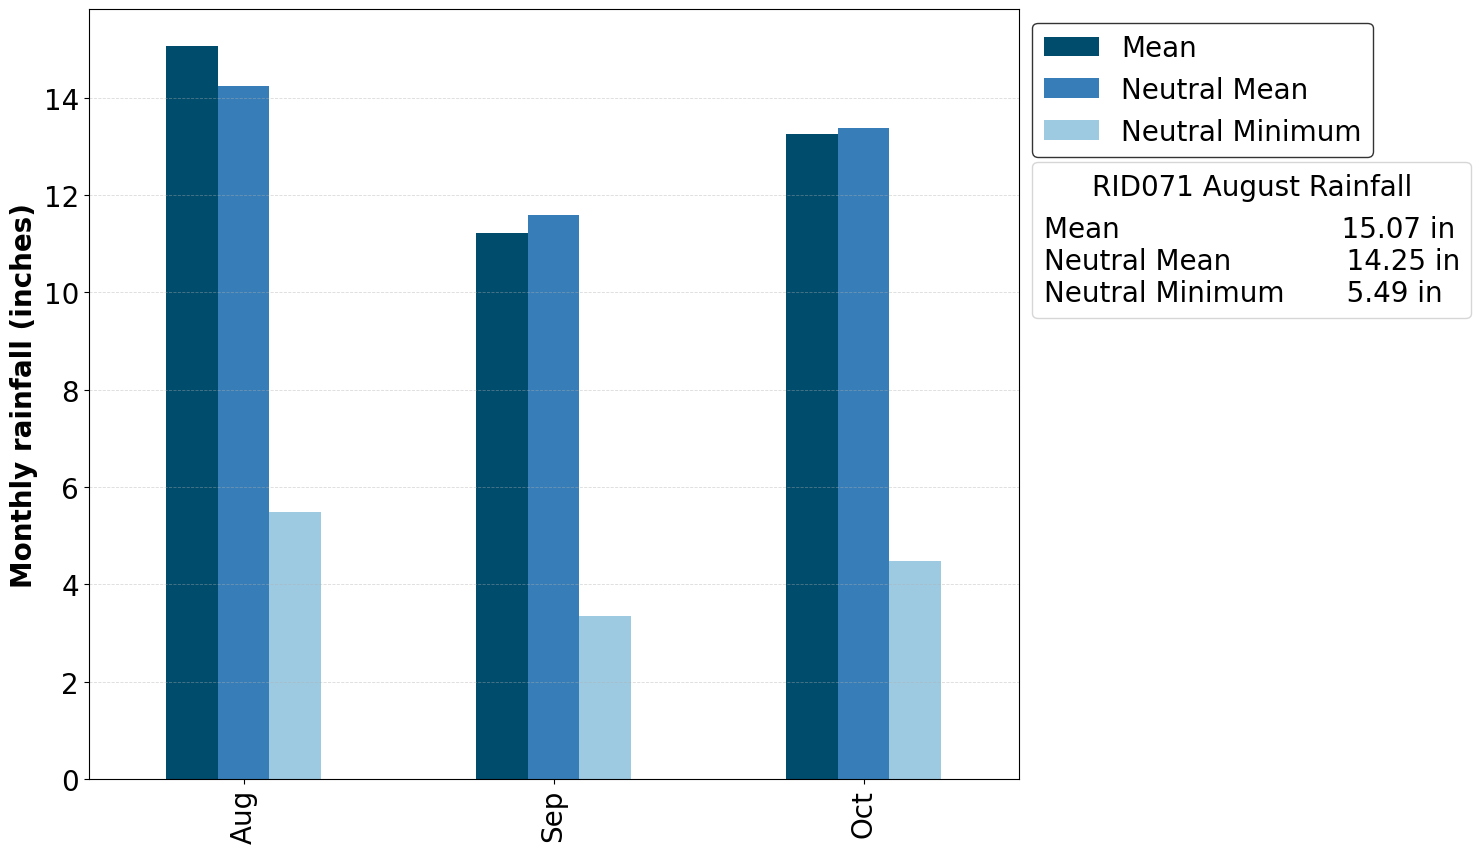 Monthly rainfall (inches)
14
12
10
8
6
4
2
0
Aug
Sep
Oct
Mean
Neutral Mean
Neutral Minimum
RID071 August Rainfall
Mean 15.07 in
Neutral Mean 14.25 in
Neutral Minimum 5.49 in